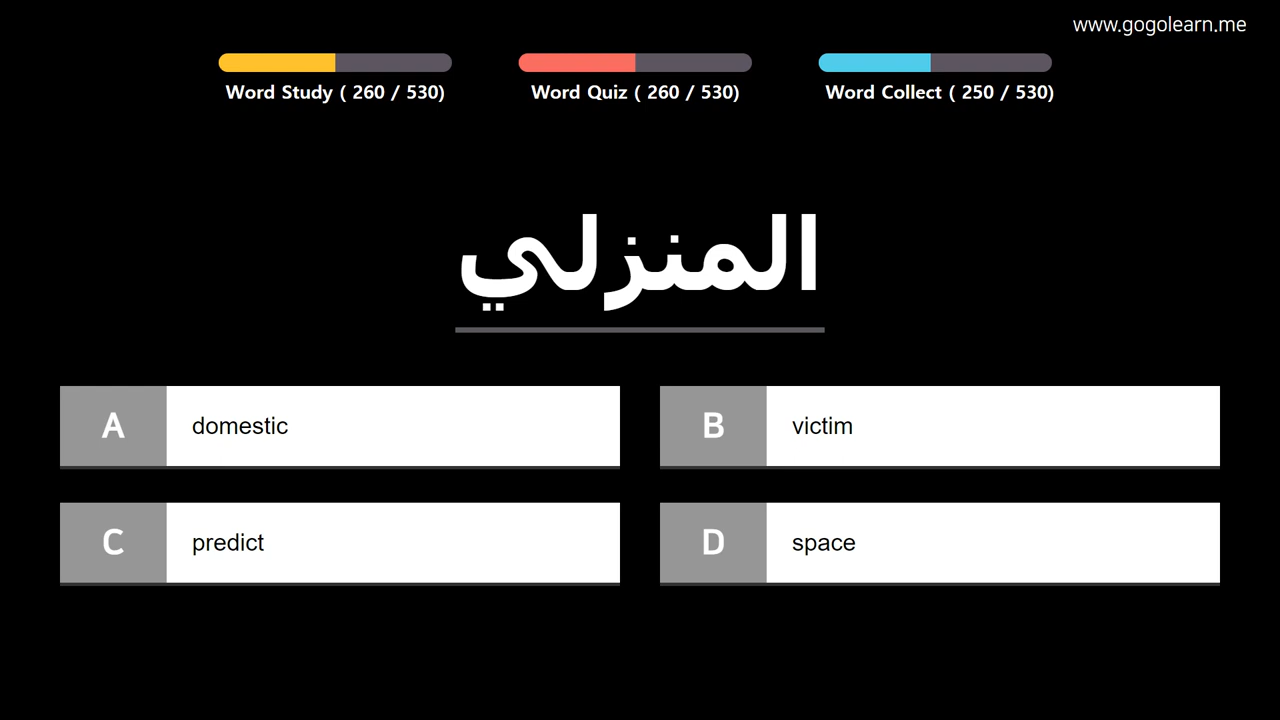 www.gogolearn.me
Word Study ( 260 / 530)
Word Quiz ( 260 / 530)
Word Collect ( 250 / 530)
المنزلي
A domestic
B victim
C predict
D space